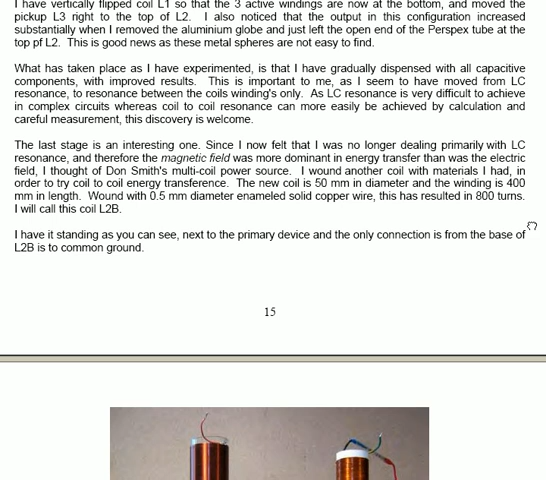 I have vertically flipped coil L1 so that the 3 active windings are now at the bottom, and moved the
pickup L3 right to the top of L2. I also noticed that the output in this configuration increased
substantially when I removed the aluminium globe and just left the open end of the Perspex tube at the
top pf L2. This is good news as these metal spheres are not easy to find.
What has taken place as I have experimented, is that I have gradually dispensed with all capacitive
components, with improved results. This is important to me, as I seem to have moved from LC
resonance, to resonance between the coils winding's only. As LC resonance is very difficult to achieve
in complex circuits whereas coil to coil resonance can more easily be achieved by calculation and
careful measurement, this discovery is welcome.
The last stage is an interesting one. Since I now felt that I was no longer dealing primarily with LC
resonance, and therefore the magnetic field was more dominant in energy transfer than was the electric
field, I thought of Don Smith's multi-coil power source. I wound another coil with materials I had, in
order to try coil to coil energy transference. The new coil is 50 mm in diameter and the winding is 400
mm in length. Wound with 0.5 mm diameter enameled solid copper wire, this has resulted in 800 turns.
I will call this coil L2B.
I have it standing as you can see, next to the primary device and the only connection is from the base of
L2B is to common ground.
15